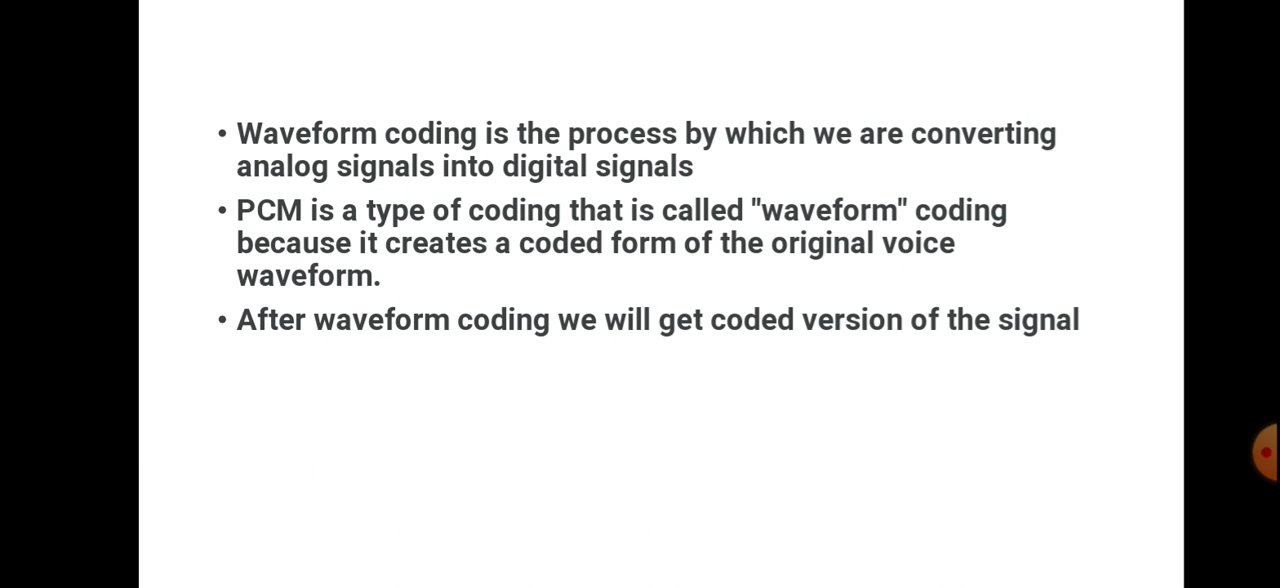 • Waveform coding is the process by which we are converting
analog signals into digital signals
• PCM is a type of coding that is called "waveform" coding
because it creates a coded form of the original voice
waveform.
• After waveform coding we will get coded version of the signal